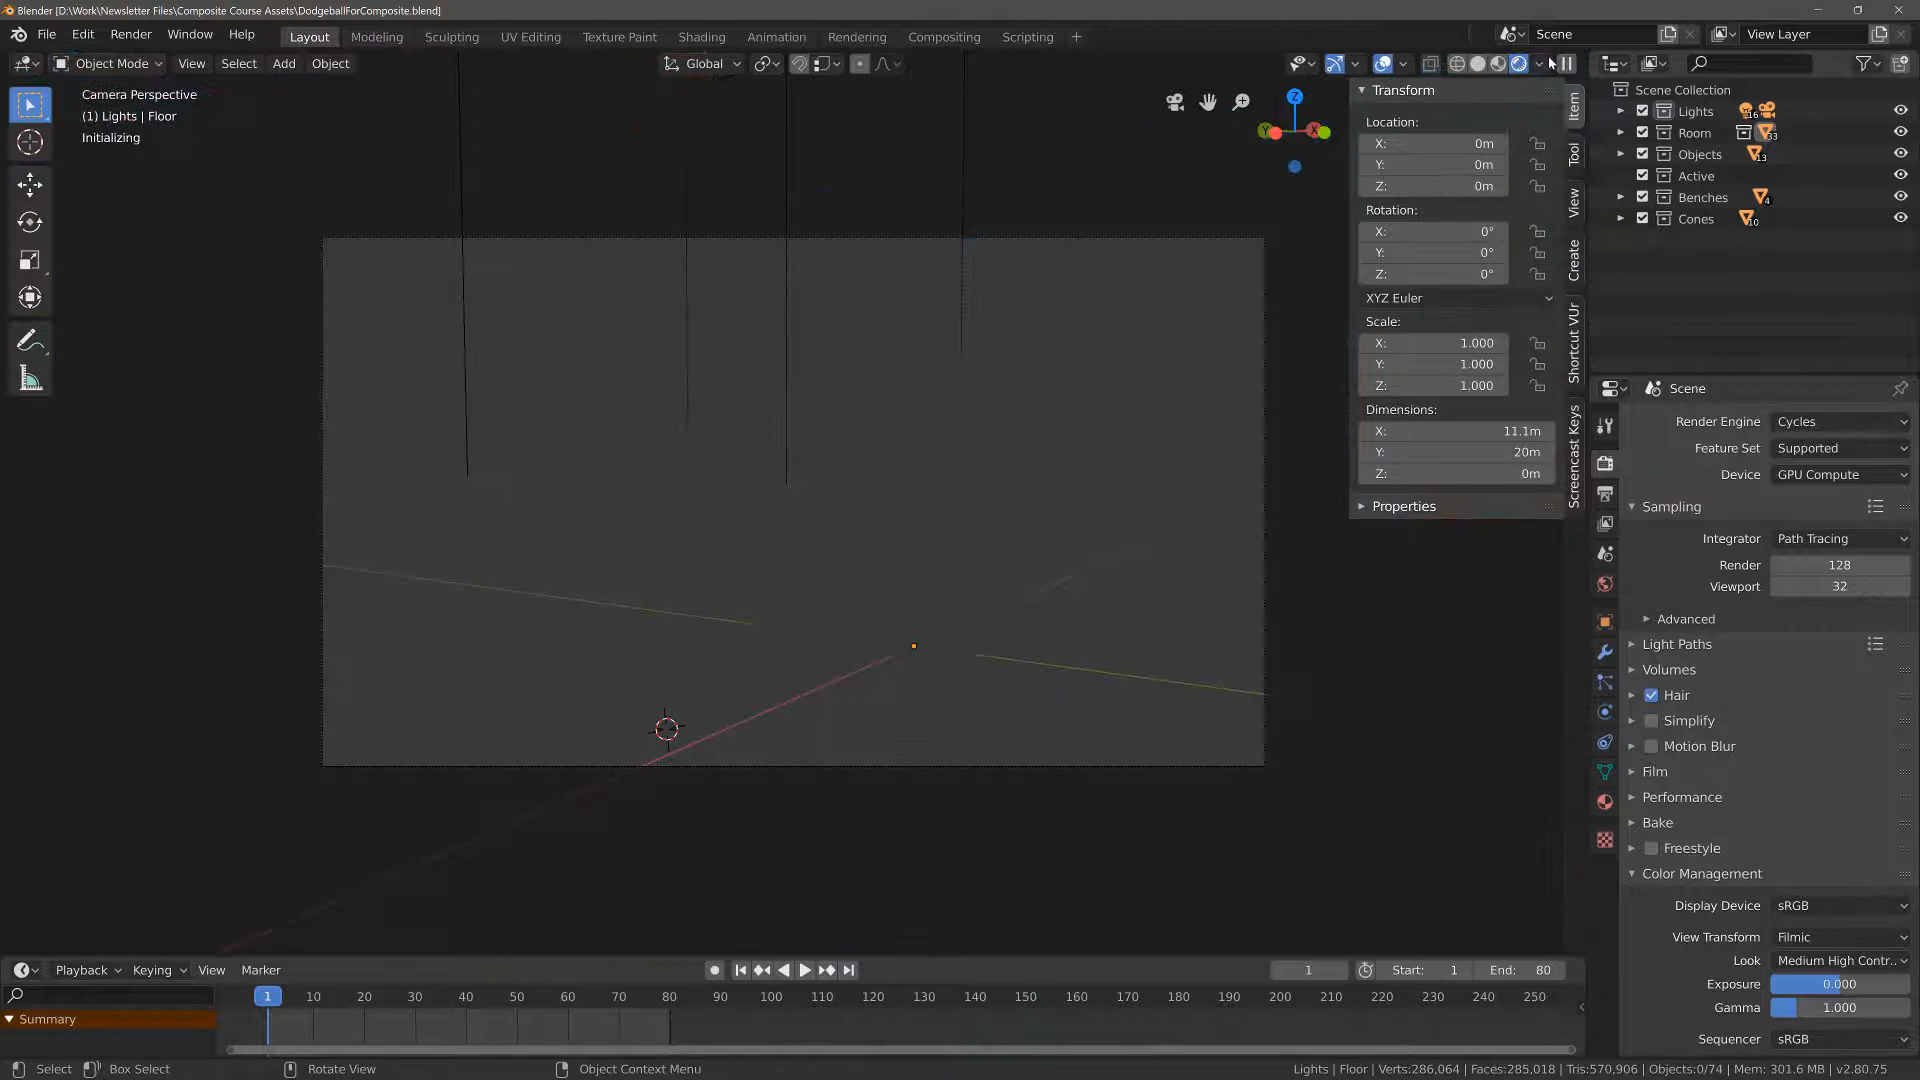 Blender [D:\Work\Newsletter Files\Composite Course Assets\DodgeballForComposite.blend]
File Edit Render Window Help Layout Modeling Sculpting UV Editing Texture Paint Shading Animation Rendering Compositing Scripting + Scene View Layer
Object Mode View Select Add Object Global
Camera Perspective
(1) Lights | Floor
Initializing
Z
Y
X
Transform
Location:
X: 0m
Y: 0m
Z: 0m
Rotation:
X: 0°
Y: 0°
Z: 0°
XYZ Euler
Scale:
X: 1.000
Y: 1.000
Z: 1.000
Dimensions:
X: 11.1m
Y: 20m
Z: 0m
Properties
Item
Tool
View
Create
Shortcut VUr
Screencast Keys
Scene Collection
Lights 16
Room 33
Objects 13
Active
Benches 4
Cones 10
Scene
Render Engine Cycles
Feature Set Supported
Device GPU Compute
Sampling
Integrator Path Tracing
Render 128
Viewport 32
Advanced
Light Paths
Volumes
Hair
Simplify
Motion Blur
Film
Performance
Bake
Freestyle
Color Management
Display Device sRGB
View Transform Filmic
Look Medium High Contr..
Exposure 0.000
Gamma 1.000
Sequencer sRGB
Playback Keying View Marker 1 Start: 1 End: 80
1 10 20 30 40 50 60 70 80 90 100 110 120 130 140 150 160 170 180 190 200 210 220 230 240 250
Summary
Select Box Select Rotate View Object Context Menu Lights | Floor | Verts:286,064 | Faces:285,018 | Tris:570,906 | Objects:0/74 | Mem: 301.6 MB | v2.80.75